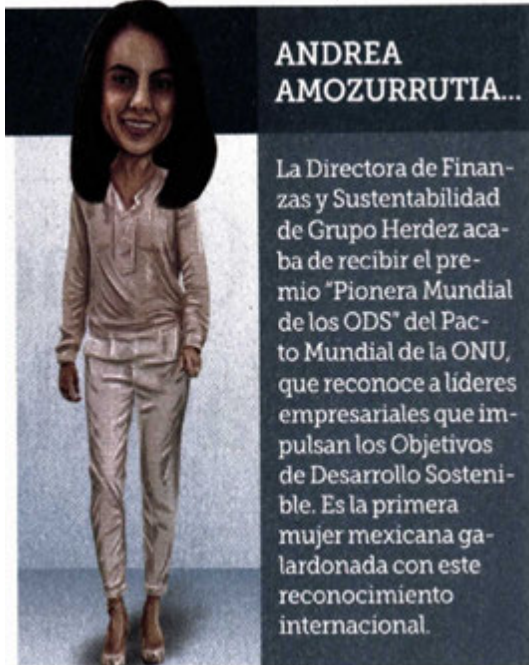 ANDREA
AMOZURRUTIA...
La Directora de Finan-
zas y Sustentabilidad
de Grupo Herdez aca-
ba de recibir el pre-
mio “Pionera Mundial
de los ODS” del Pac-
to Mundial de la ONU,
que reconoce a líderes
empresariales que im-
pulsan los Objetivos
de Desarrollo Sosteni-
ble. Es la primera
mujer mexicana ga-
lardonada con este
reconocimiento
internacional.